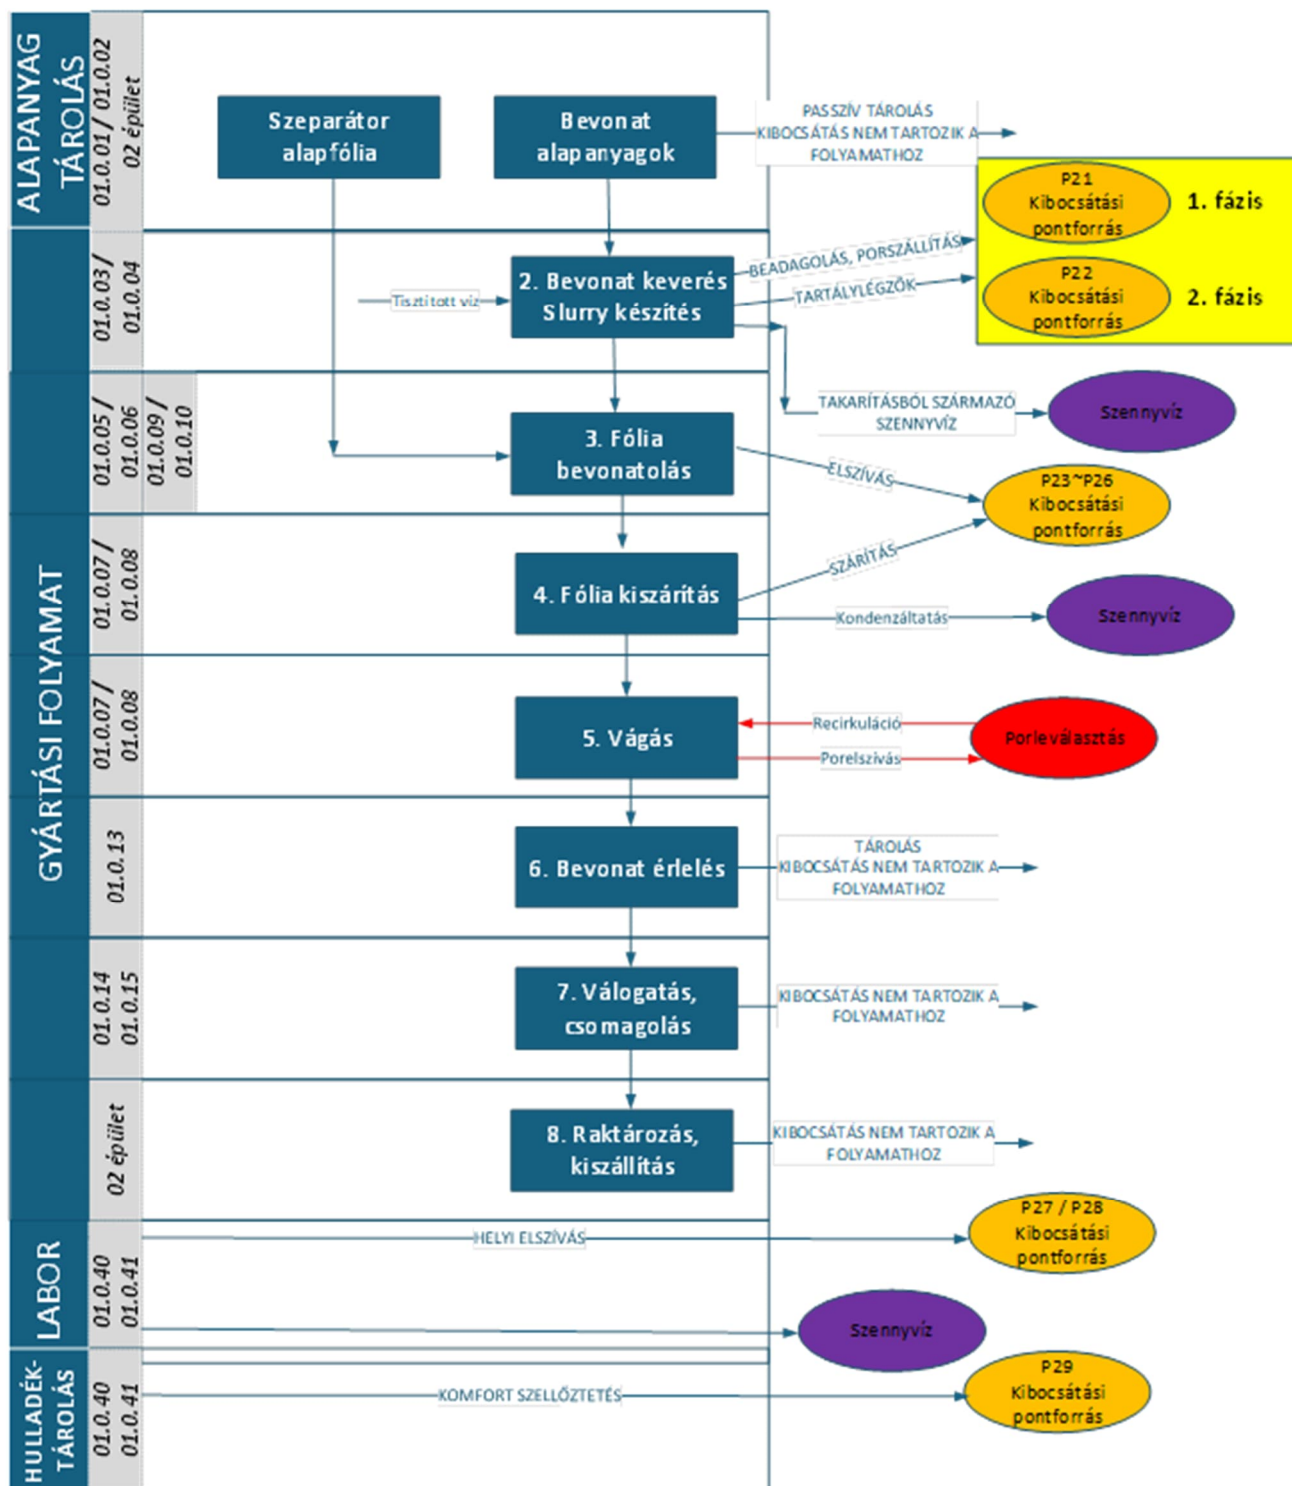 ALAPANYAG
TÁROLÁS
01.0.01 / 01.0.02
02 épület
Szeparátor
alapfólia
Bevonat
alapanyagok
PASSZÍV TÁROLÁS
KIBOCSÁTÁS NEM TARTOZIK A
FOLYAMATHOZ
P21
Kibocsátási
pontforrás
1. fázis
P22
Kibocsátási
pontforrás
2. fázis
GYÁRTÁSI FOLYAMAT
01.0.03 /
01.0.04
Tisztított víz
2. Bevonat keverés
Slurry készítés
BEADAGOLÁS, PORSZÁLLÍTÁS
TARTÁLYLÉGZŐK
TAKARÍTÁSBÓL SZÁRMAZÓ
SZENNYVÍZ
Szennyvíz
01.0.05 /
01.0.06
01.0.09 /
01.0.10
3. Fólia
bevonatolás
ELSZÍVÁS
P23~P26
Kibocsátási
pontforrás
01.0.07 /
01.0.08
4. Fólia kiszárítás
SZÁRÍTÁS
Kondenzáltatás
Szennyvíz
01.0.07 /
01.0.08
5. Vágás
Recirkuláció
Porelszívás
Porleválasztás
01.0.13
6. Bevonat érlelés
TÁROLÁS
KIBOCSÁTÁS NEM TARTOZIK A
FOLYAMATHOZ
01.0.14
01.0.15
7. Válogatás,
csomagolás
KIBOCSÁTÁS NEM TARTOZIK A
FOLYAMATHOZ
02 épület
8. Raktározás,
kiszállítás
KIBOCSÁTÁS NEM TARTOZIK A
FOLYAMATHOZ
LABOR
01.0.40
01.0.41
HELYI ELSZÍVÁS
P27 / P28
Kibocsátási
pontforrás
Szennyvíz
HULLADÉK-
TÁROLÁS
01.0.40
01.0.41
KOMFORT SZELLŐZTETÉS
P29
Kibocsátási
pontforrás